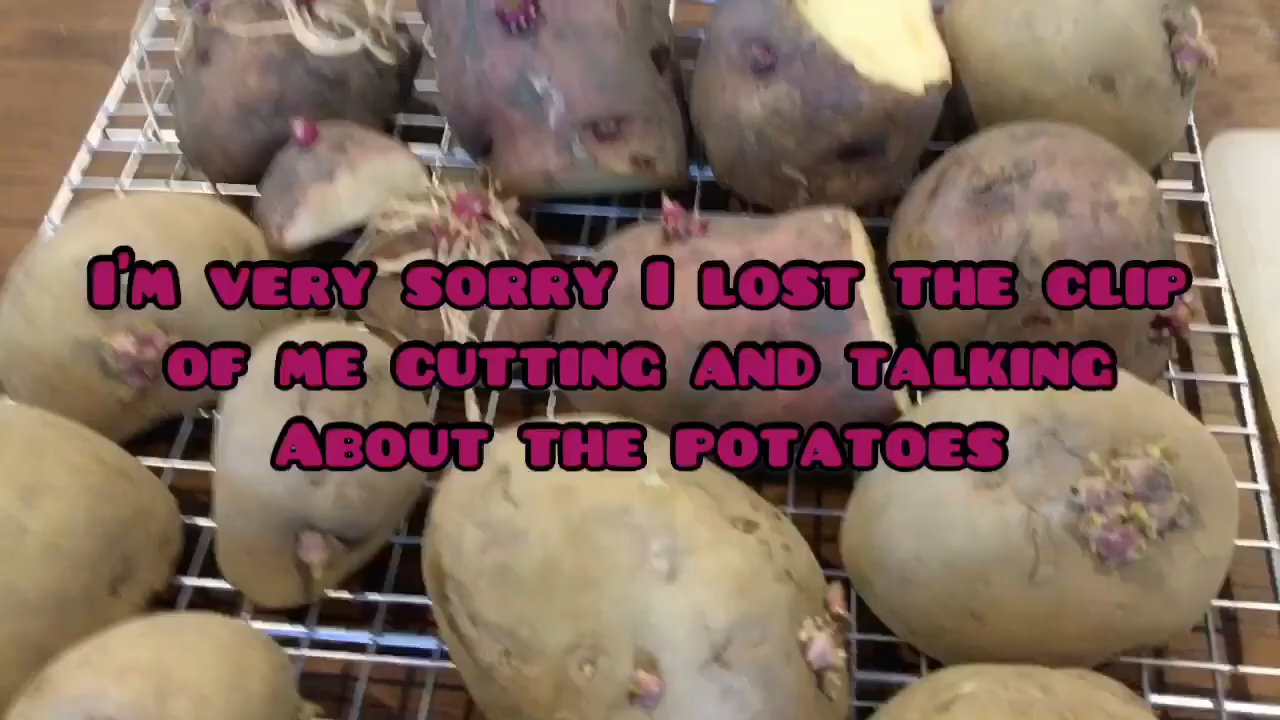 I'm very sorry I lost the clip
of me cutting and talking
About the potatoes